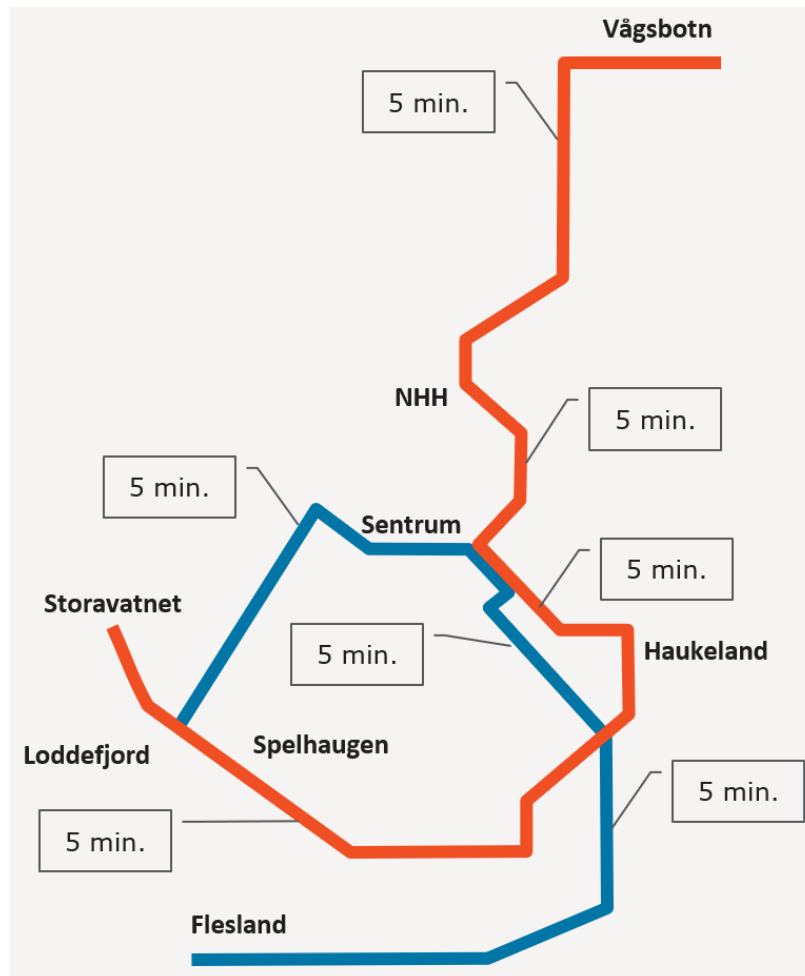 Vågsbotn
5 min.
NHH
5 min.
5 min.
Sentrum
5 min.
Storavatnet
5 min.
Haukeland
Spelhaugen
Loddefjord
5 min.
5 min.
Flesland